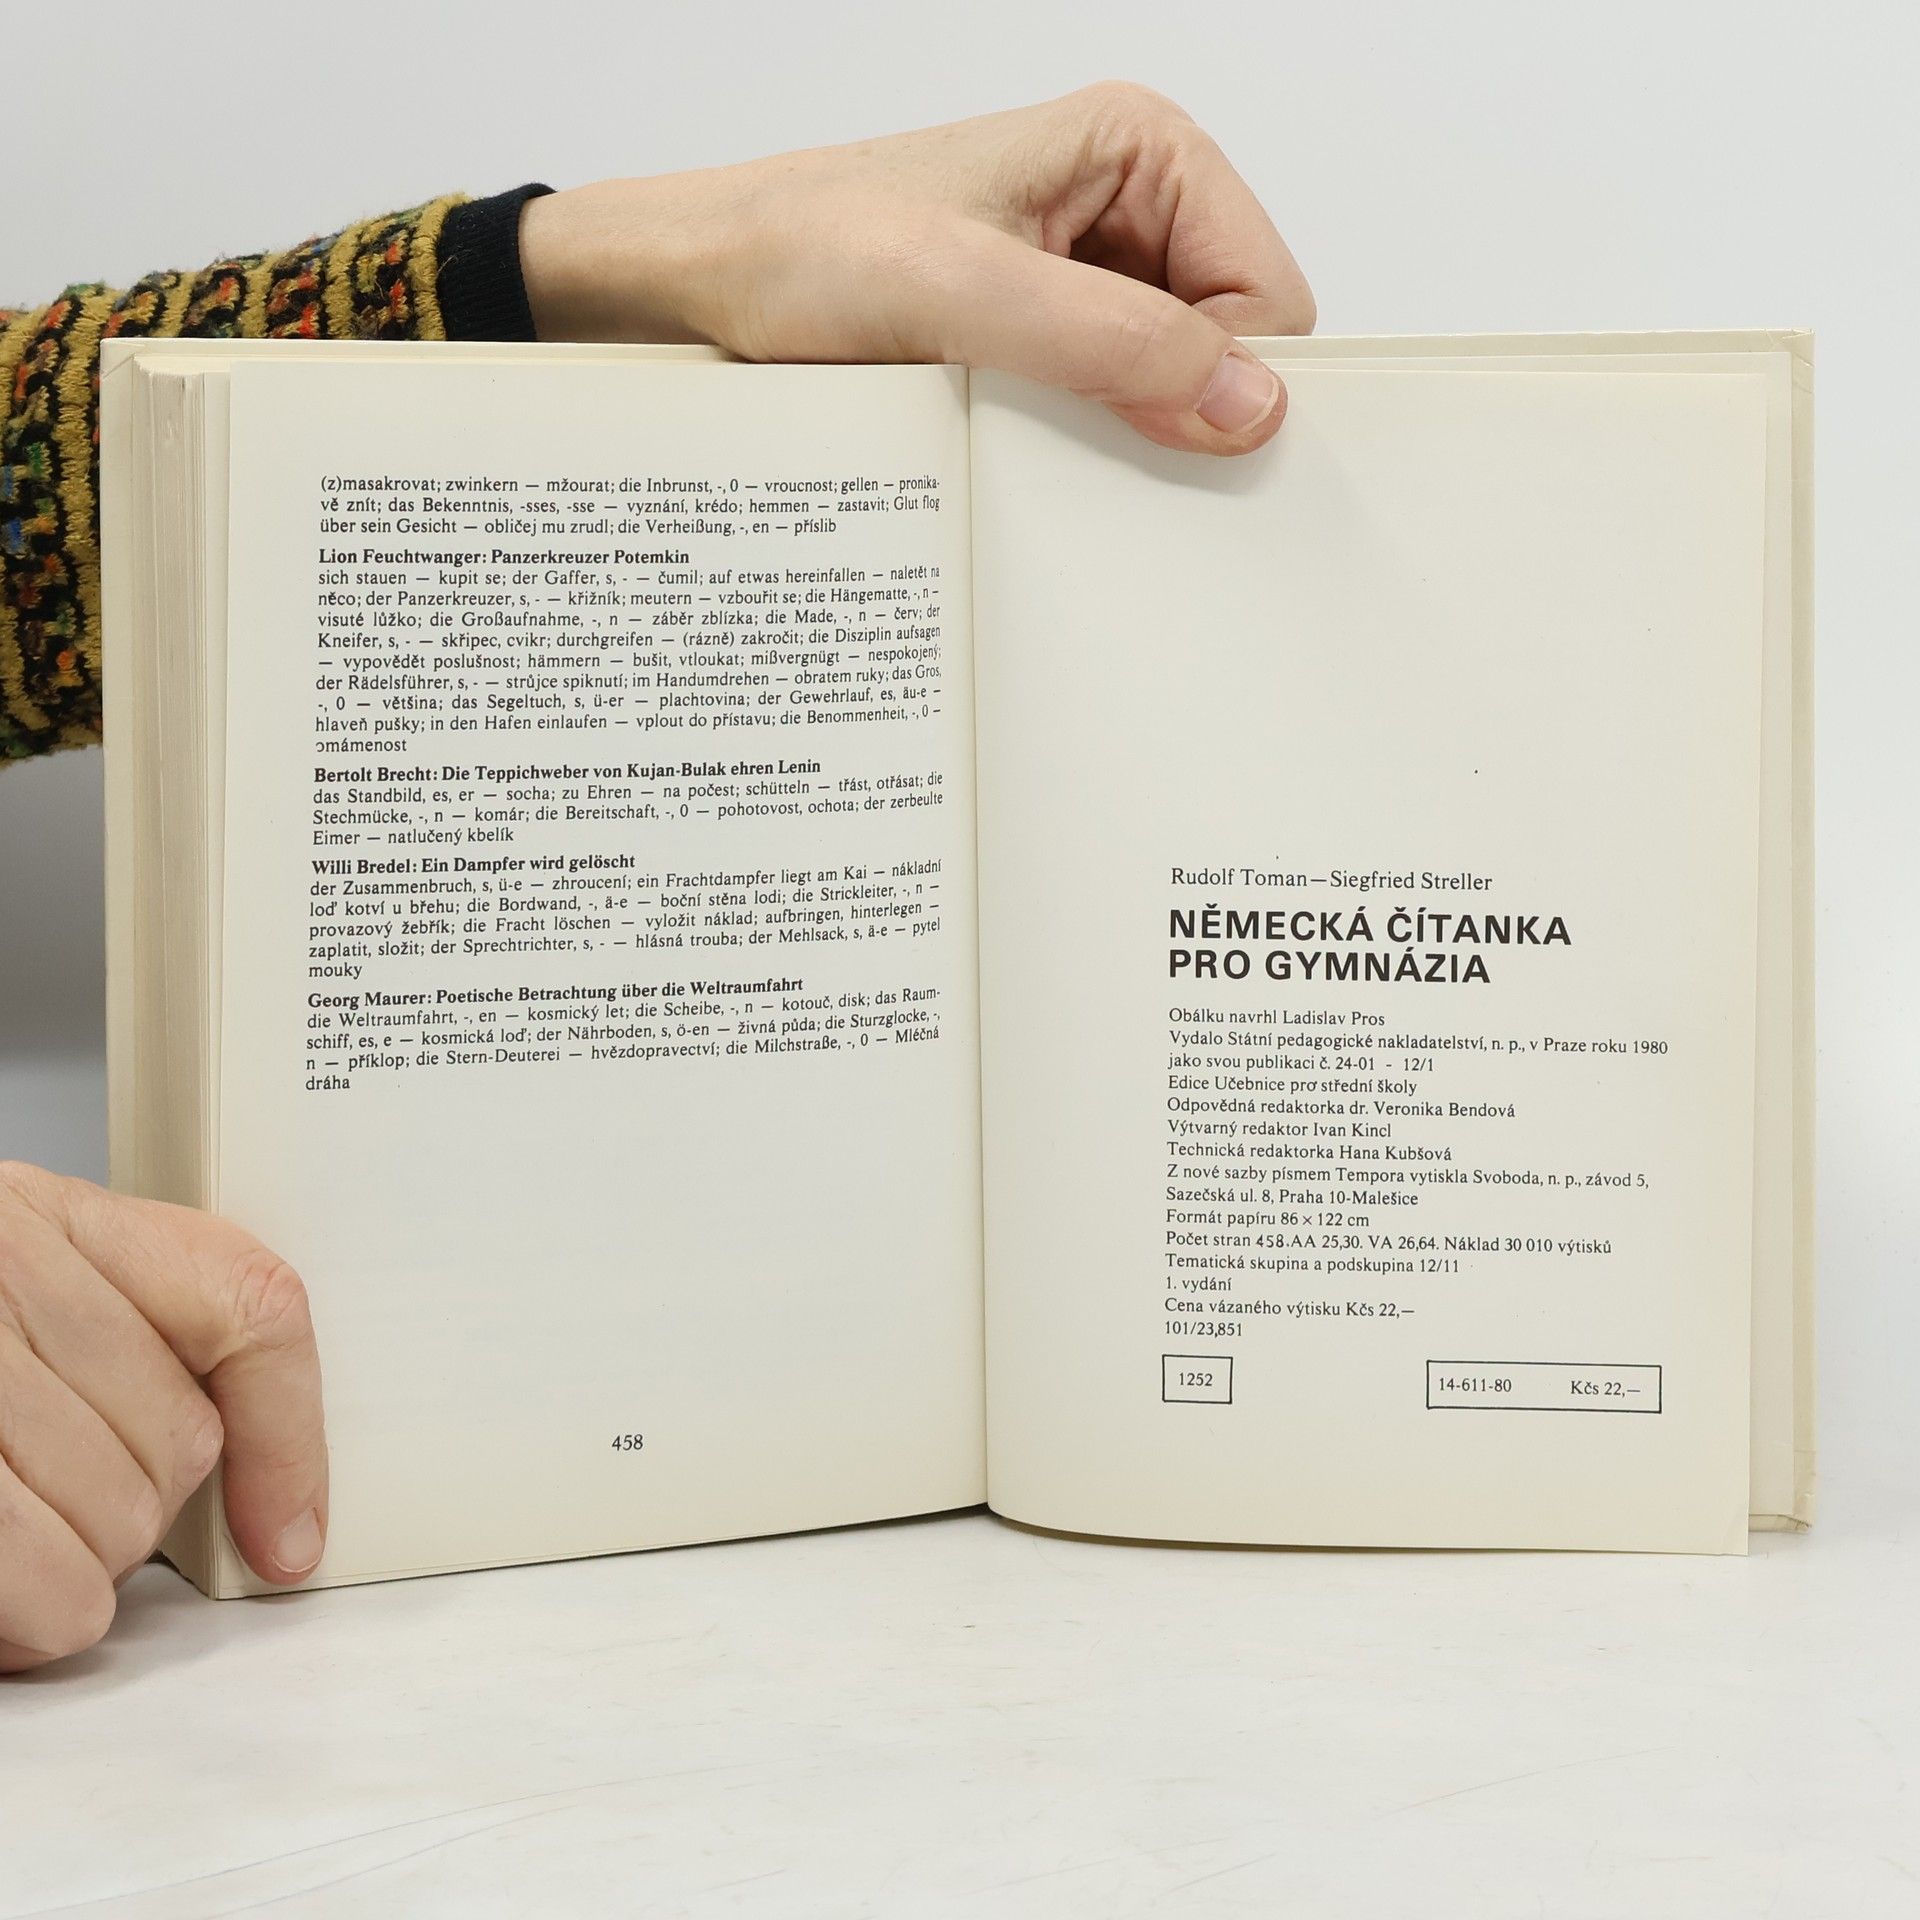 (z)masakrovat; zwinkern — mžourat; die Inbrunst, -, 0 — vroucnost; gellen — pronika-
vě znít; das Bekenntnis, -sses, -sse — vyznání, krédo; hemmen — zastavit; Glut flog
über sein Gesicht — obličej mu zrudl; die Verheißung, -, en — příslib
Lion Feuchtwanger: Panzerkreuzer Potemkin
sich stauen — kupit se; der Gaffer, s, - — čumil; auf etwas hereinfallen — naletět na
něco; der Panzerkreuzer, s, - — křižník; meutern — vzbouřit se; die Hängematte, -, n —
visuté lůžko; die Großaufnahme, -, n — záběr zblízka; die Made, -, n — červ; der
Kneifer, s, - — skřipec, cvikr; durchgreifen — (rázně) zakročit; die Disziplin aufsagen
— vypovědět poslušnost; hämmern — bušit, vtloukat; mißvergnügt — nespokojený;
der Rädelsführer, s, - — strůjce spiknutí; im Handumdrehen — obratem ruky; das Gros,
-, 0 — většina; das Segeltuch, s, ü-er — plachtovina; der Gewehrlauf, es, äu-e —
hlaveň pušky; in den Hafen einlaufen — vplout do přístavu; die Benommenheit, -, 0 —
omámenost
Bertolt Brecht: Die Teppichweber von Kujan-Bulak ehren Lenin
das Standbild, es, er — socha; zu Ehren — na počest; schütteln — třást, otřásat; die
Stechmücke, -, n — komár; die Bereitschaft, -, 0 — pohotovost, ochota; der zerbeulte
Eimer — natlučený kbelík
Willi Bredel: Ein Dampfer wird gelöscht
der Zusammenbruch, s, ü-e — zhroucení; ein Frachtdampfer liegt am Kai — nákladní
loď kotví u břehu; die Bordwand, -, ä-e — boční stěna lodi; die Strickleiter, -, n —
provazový žebřík; die Fracht löschen — vyložit náklad; aufbringen, hinterlegen —
zaplatit, složit; der Sprechtrichter, s, - — hlásná trouba; der Mehlsack, s, ä-e — pytel
mouky
Georg Maurer: Poetische Betrachtung über die Weltraumfahrt
die Weltraumfahrt, -, en — kosmický let; die Scheibe, -, n — kotouč, disk; das Raum-
schiff, es, e — kosmická loď; der Nährboden, s, ö-en — živná půda; die Sturzglocke, -,
n — příklop; die Stern-Deuterei — hvězdopravectví; die Milchstraße, -, 0 — Mléčná
dráha
458
Rudolf Toman—Siegfried Streller
NĚMECKÁ ČÍTANKA
PRO GYMNÁZIA
Obálku navrhl Ladislav Pros
Vydalo Státní pedagogické nakladatelství, n. p., v Praze roku 1980
jako svou publikaci č. 24-01 - 12/1
Edice Učebnice pro střední školy
Odpovědná redaktorka dr. Veronika Bendová
Výtvarný redaktor Ivan Kincl
Technická redaktorka Hana Kubšová
Z nové sazby písmem Tempora vytiskla Svoboda, n. p., závod 5,
Sazečská ul. 8, Praha 10-Malešice
Formát papíru 86 × 122 cm
Počet stran 458. AA 25,30. VA 26,64. Náklad 30 010 výtisků
Tematická skupina a podskupina 12/11
1. vydání
Cena vázaného výtisku Kčs 22,—
101/23,851
1252
14-611-80 Kčs 22,—